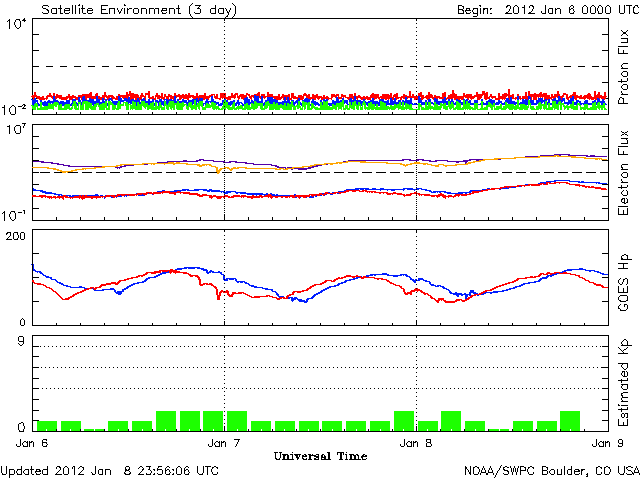 Satellite Environment (3 day) Begin: 2012 Jan 6 0000 UTC
10^4
10^-2
Proton Flux
10^7
10^-1
Electron Flux
200
0
GOES Hp
9
0
Estimated Kp
Jan 6 Jan 7 Jan 8 Jan 9
Universal Time
Updated 2012 Jan 8 23:56:06 UTC NOAA/SWPC Boulder, CO USA